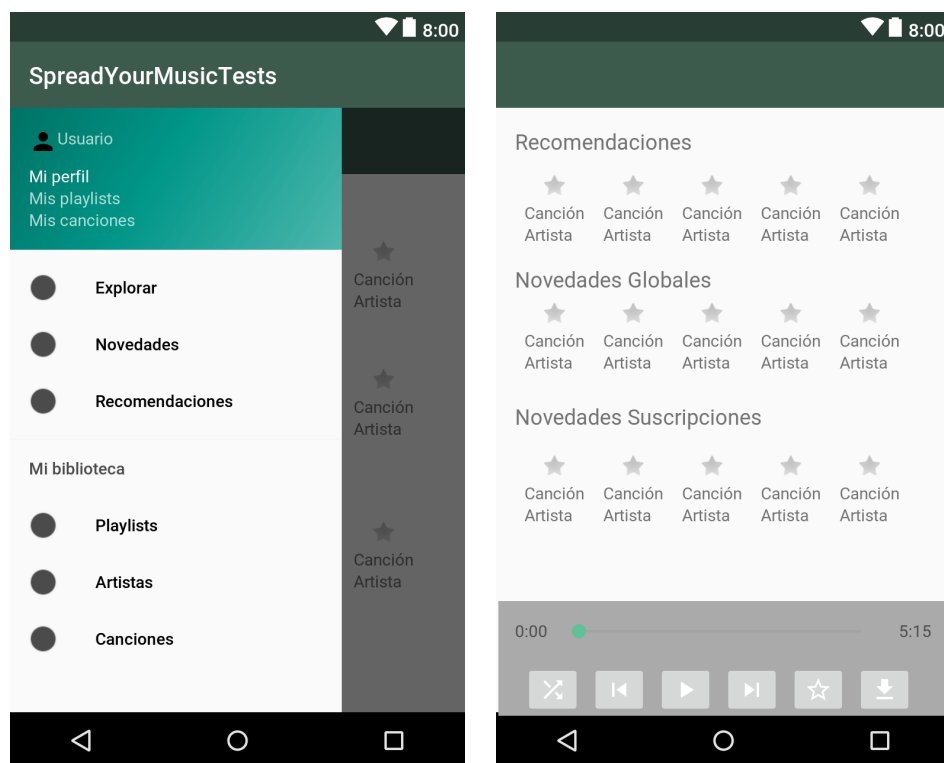 8:00
SpreadYourMusicTests
Usuario
Mi perfil
Mis playlists
Mis canciones
Explorar
Novedades
Recomendaciones
Mi biblioteca
Playlists
Artistas
Canciones
Canción
Artista
Canción
Artista
Canción
Artista
8:00
Recomendaciones
Canción Canción Canción Canción Canción
Artista Artista Artista Artista Artista
Novedades Globales
Canción Canción Canción Canción Canción
Artista Artista Artista Artista Artista
Novedades Suscripciones
Canción Canción Canción Canción Canción
Artista Artista Artista Artista Artista
0:00 5:15